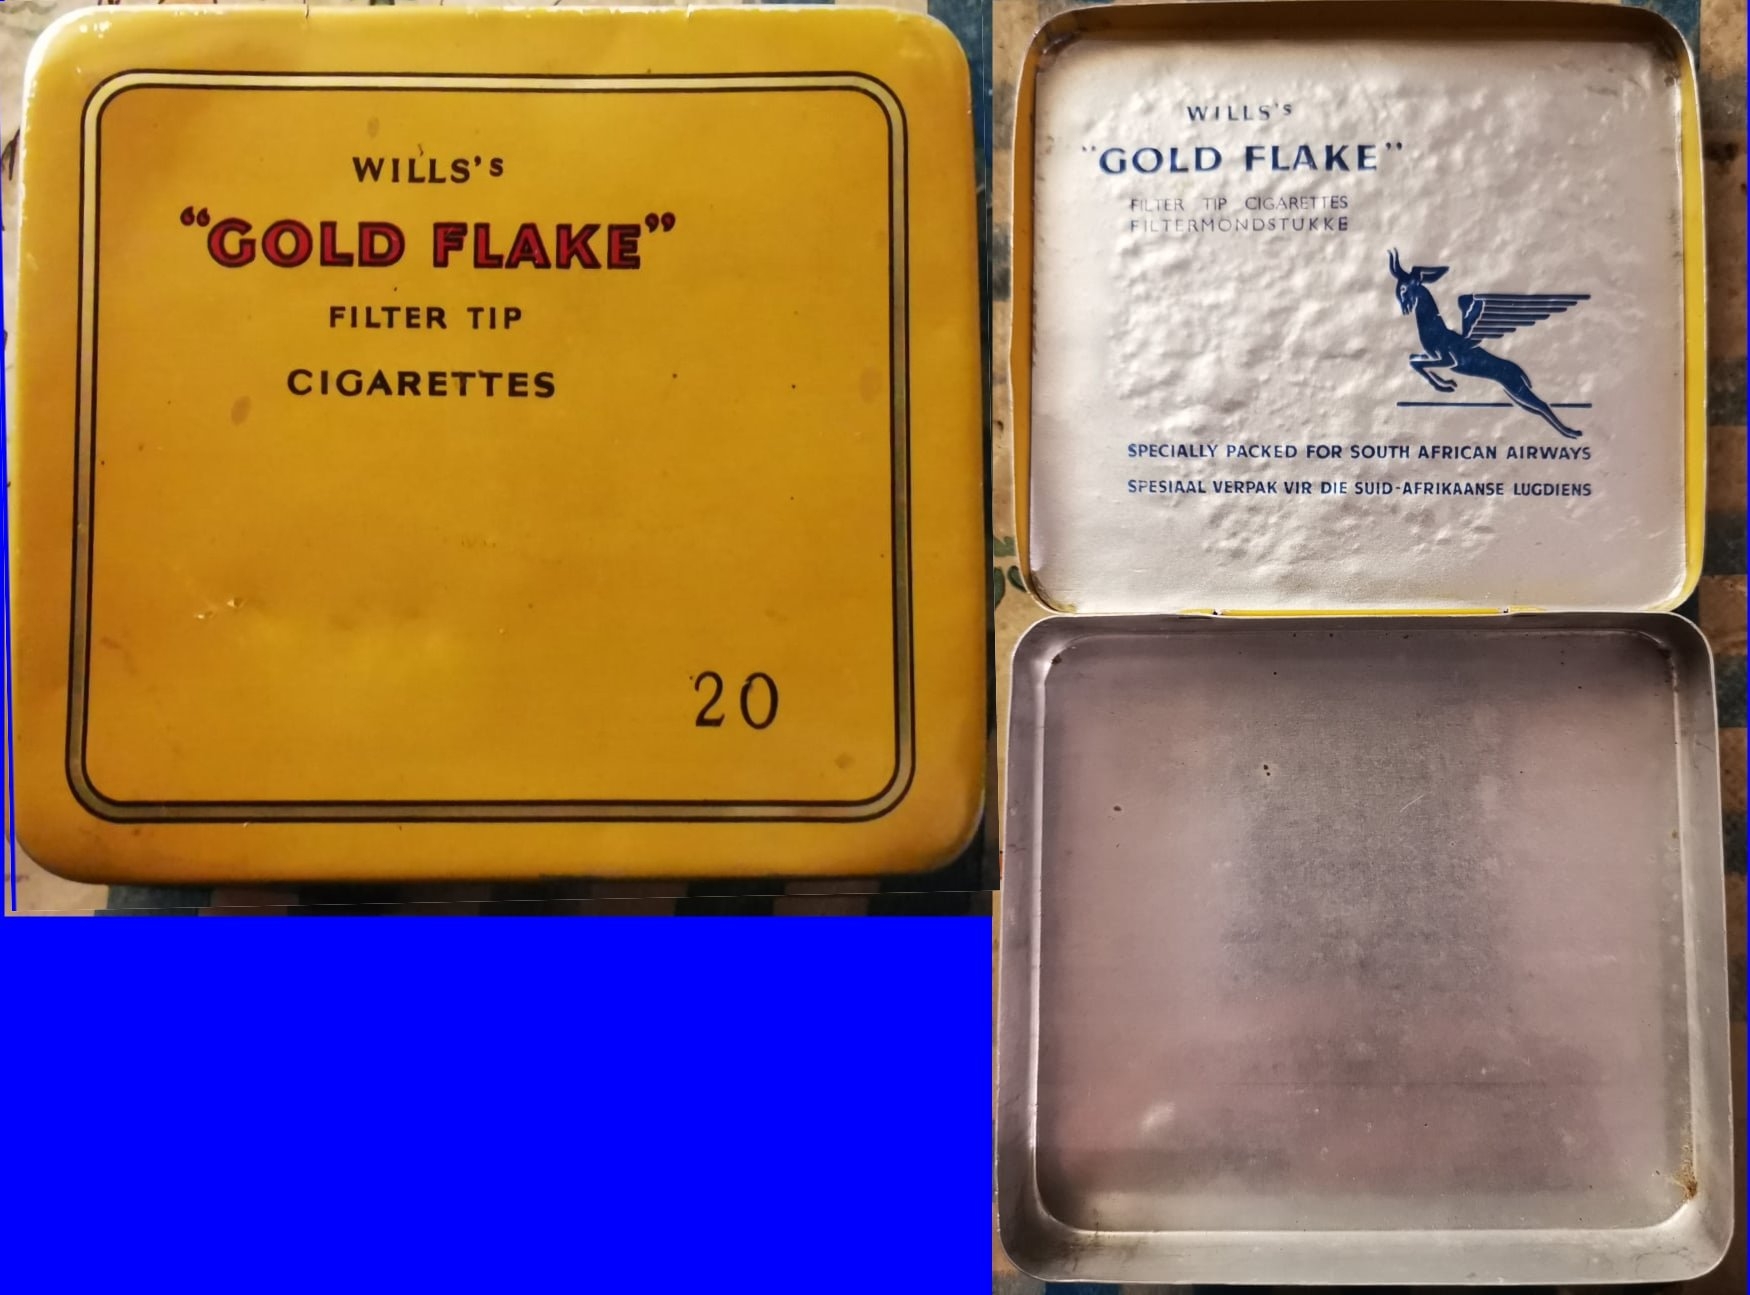 WILLS'S
"GOLD FLAKE"
FILTER TIP
CIGARETTES
20
WILLS'S
"GOLD FLAKE"
FILTER TIP CIGARETTES
FILTERMONDSTUKKE
SPECIALLY PACKED FOR SOUTH AFRICAN AIRWAYS
SPESIAAL VERPAK VIR DIE SUID-AFRIKAANSE LUGDIENS